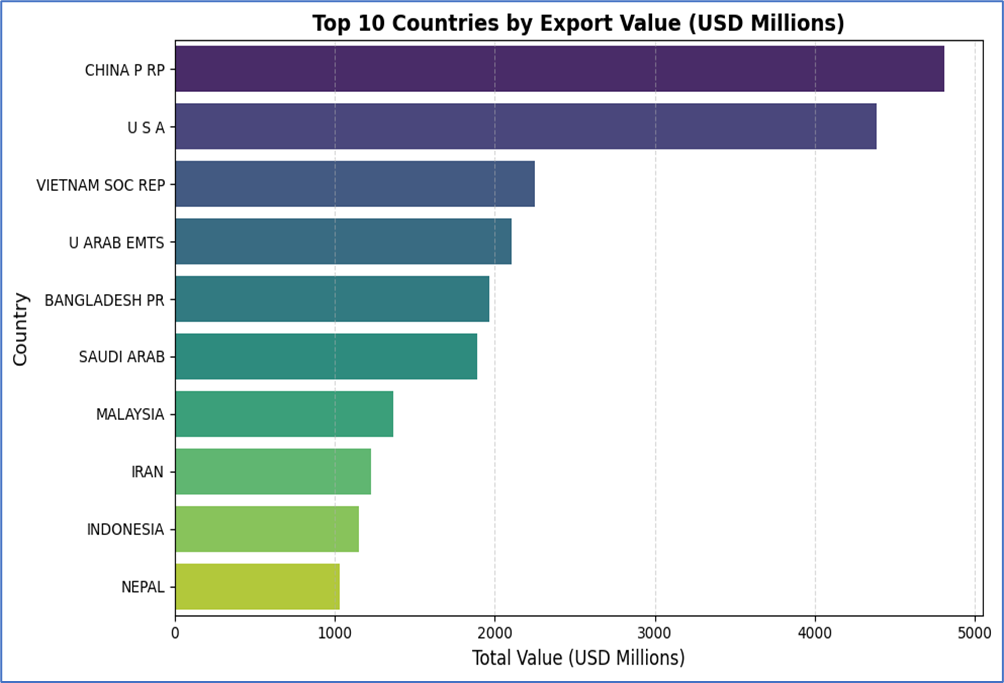 Top 10 Countries by Export Value (USD Millions)
CHINA P RP
U S A
VIETNAM SOC REP
U ARAB EMTS
BANGLADESH PR
SAUDI ARAB
MALAYSIA
IRAN
INDONESIA
NEPAL
Country
0 1000 2000 3000 4000 5000
Total Value (USD Millions)